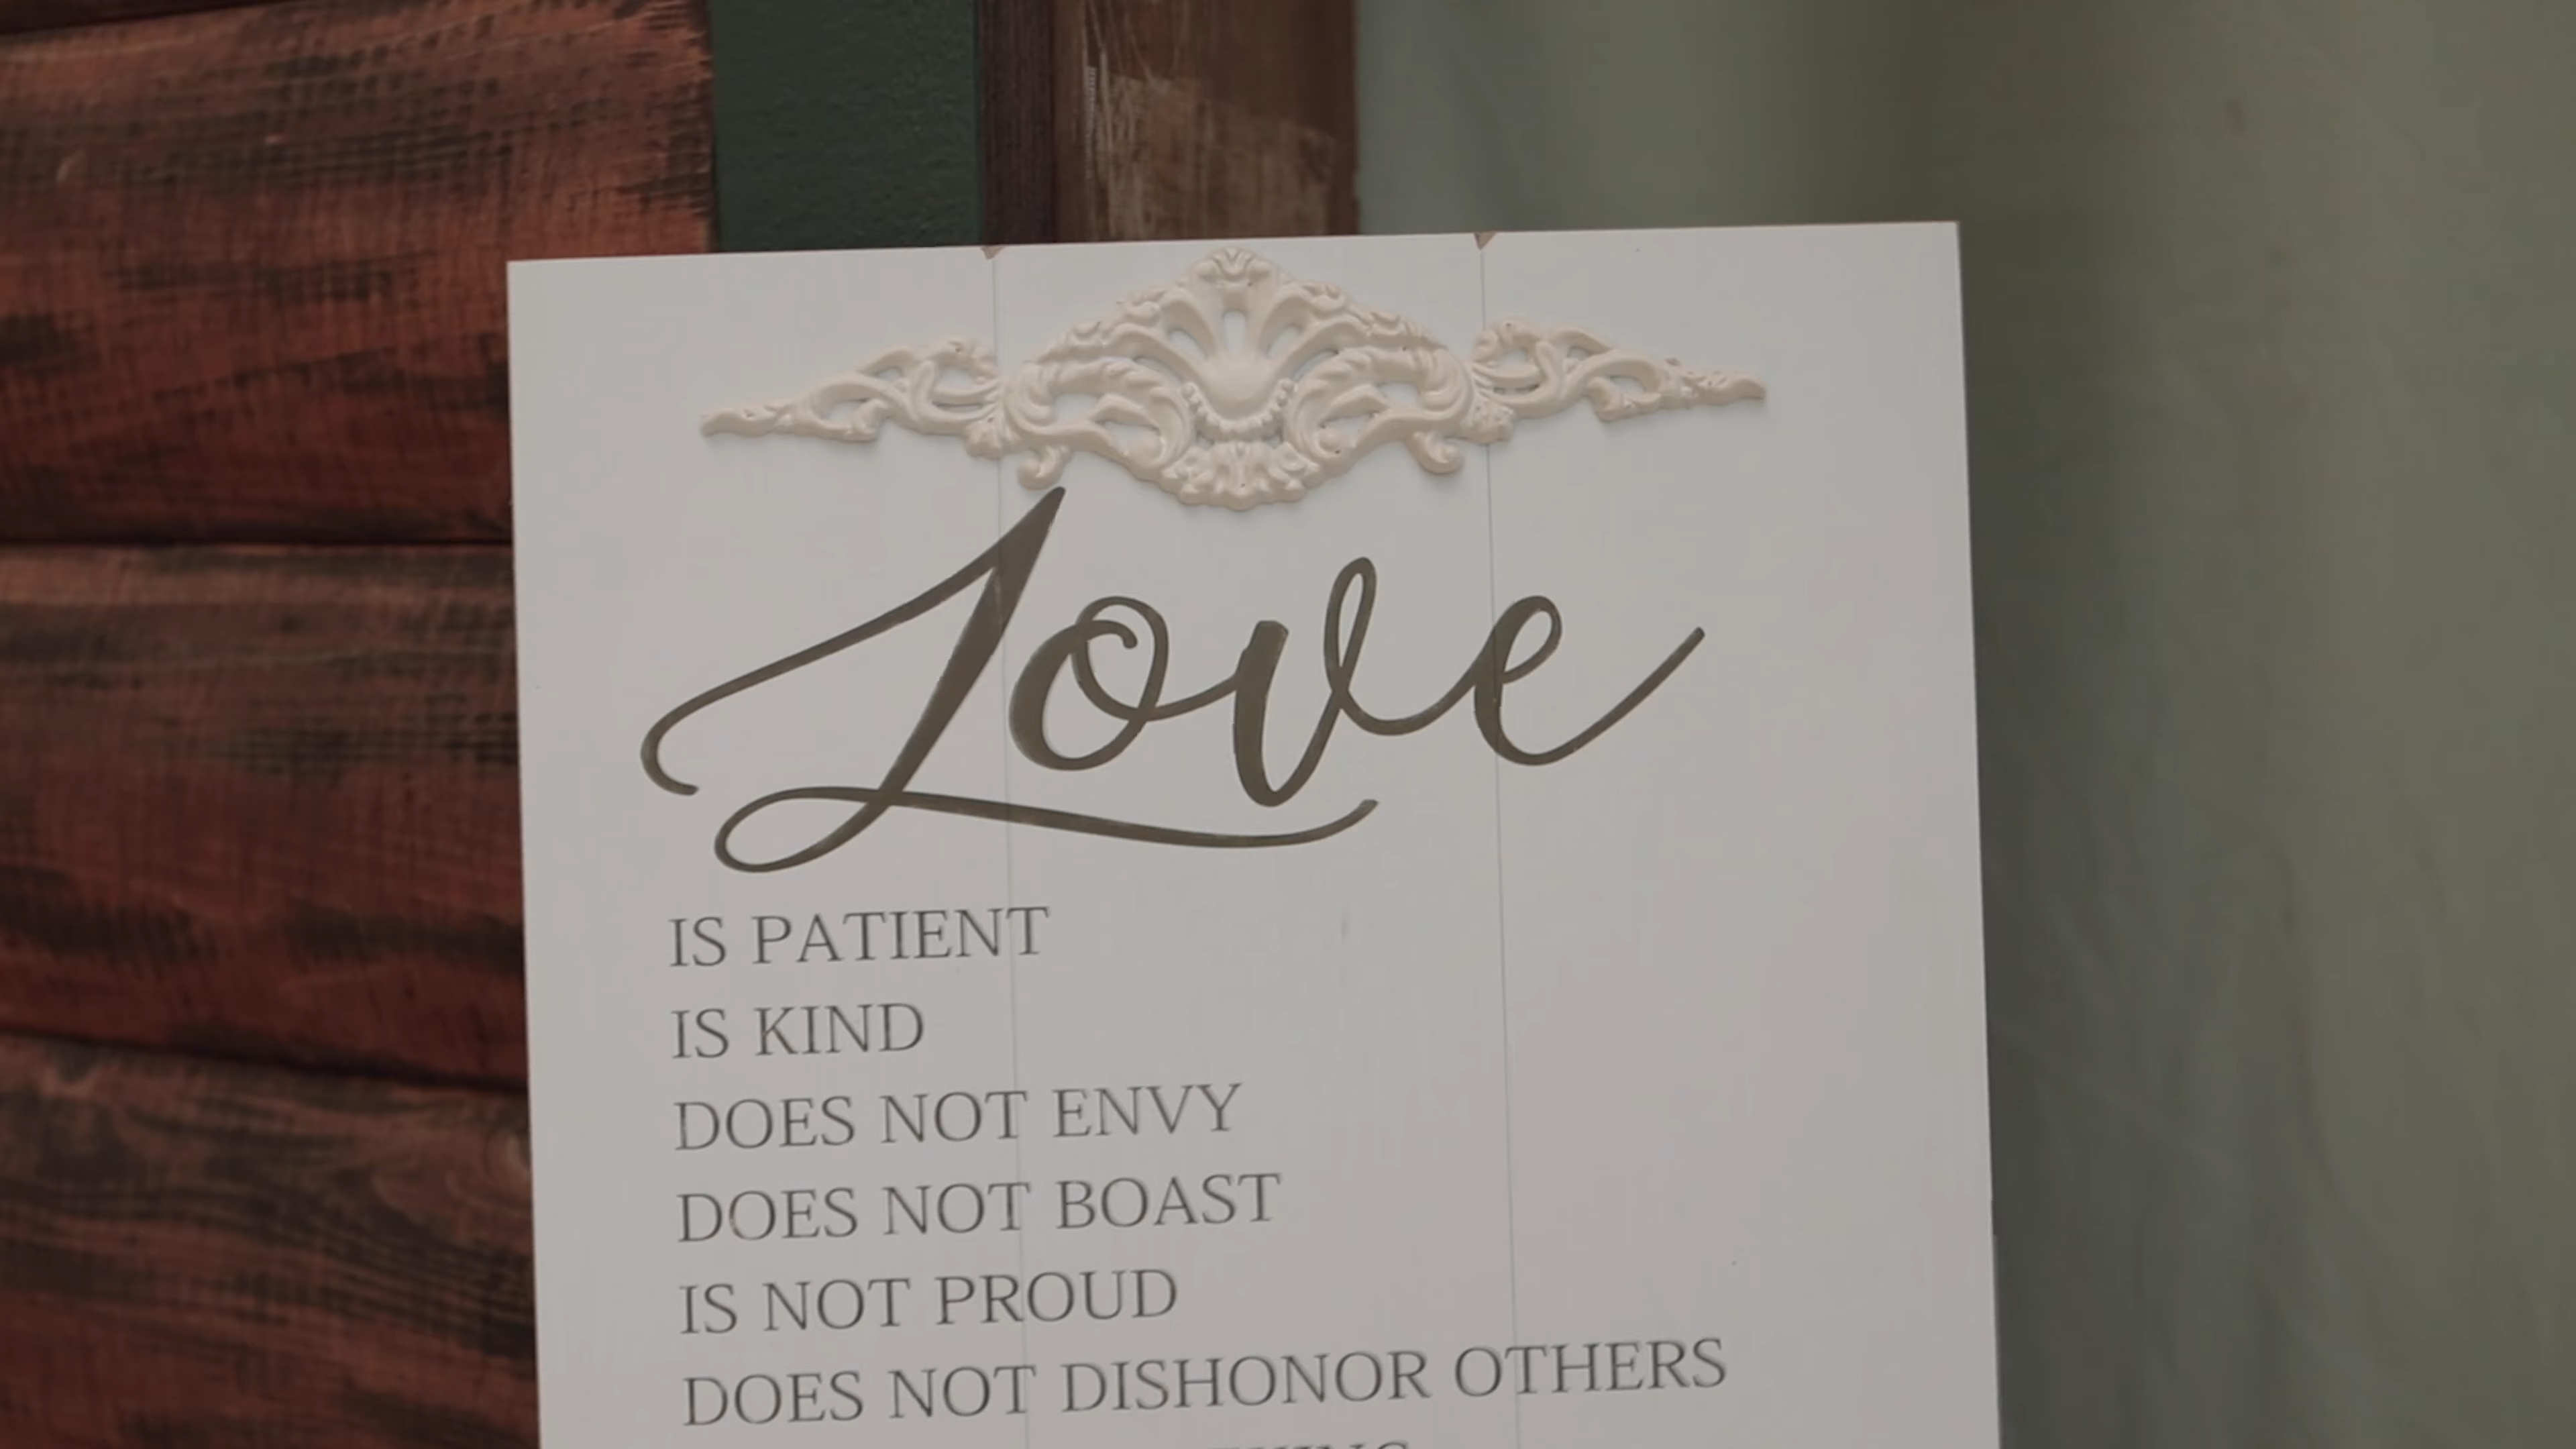 Love
IS PATIENT
IS KIND
DOES NOT ENVY
DOES NOT BOAST
IS NOT PROUD
DOES NOT DISHONOR OTHERS